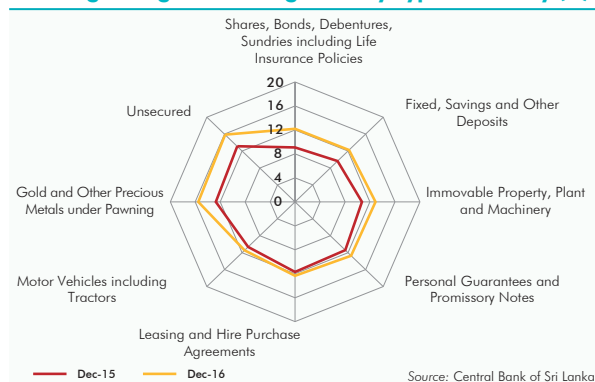 Shares, Bonds, Debentures,
Sundries including Life
Insurance Policies
20
16
12
8
4
0
Fixed, Savings and Other
Deposits
Immovable Property, Plant
and Machinery
Personal Guarantees and
Promissory Notes
Leasing and Hire Purchase
Agreements
Motor Vehicles including
Tractors
Gold and Other Precious
Metals under Pawning
Unsecured
Dec-15
Dec-16
Source: Central Bank of Sri Lanka